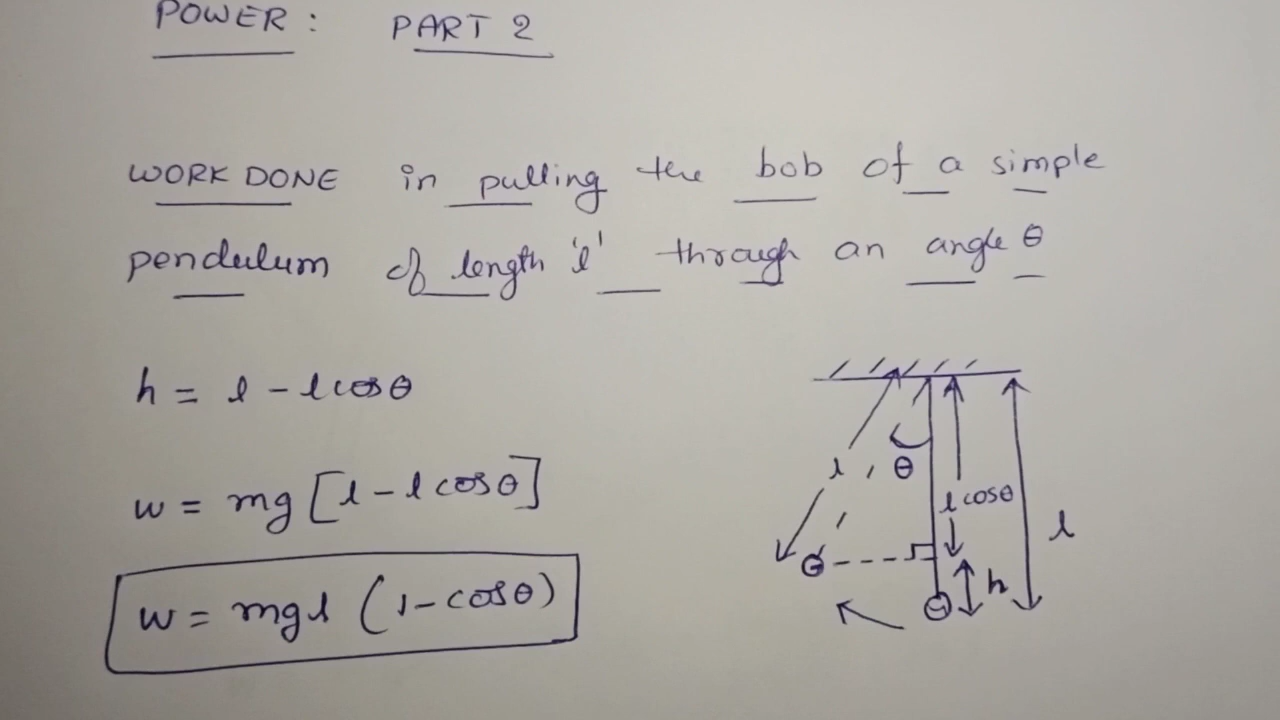 POWER : PART 2
WORK DONE in pulling the bob of a simple
pendulum of length 'l' through an angle θ
h = l - l cosθ
w = mg [l - l cosθ]
w = mgl (1 - cosθ)
l
θ
l cosθ
l
h